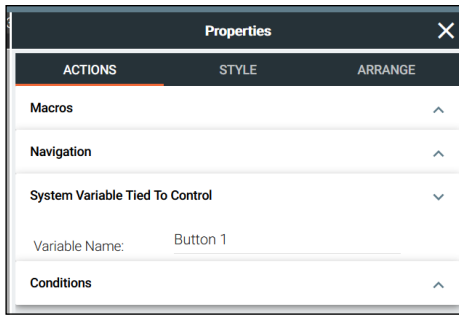 Properties
ACTIONS STYLE ARRANGE
Macros
Navigation
System Variable Tied To Control
Variable Name: Button 1
Conditions